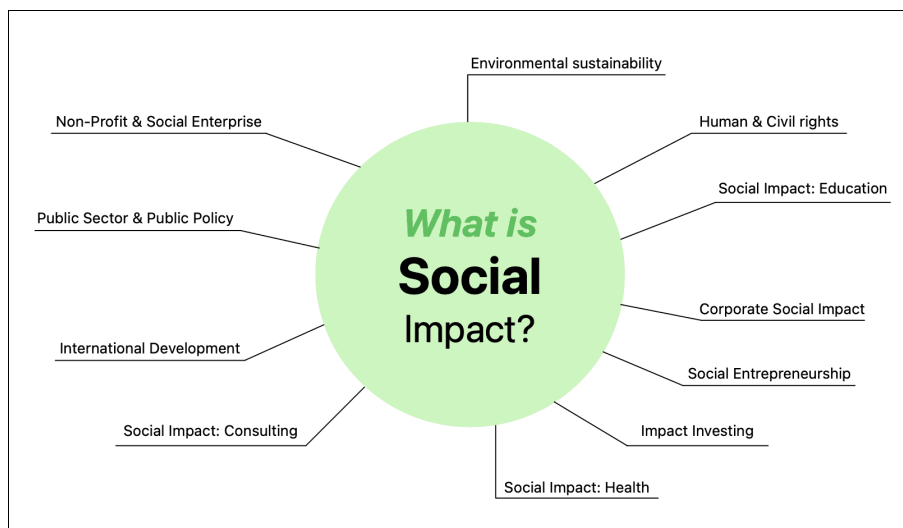 Environmental sustainability
Non-Profit & Social Enterprise
Human & Civil rights
Social Impact: Education
Public Sector & Public Policy
What is
Social
Impact?
Corporate Social Impact
International Development
Social Entrepreneurship
Social Impact: Consulting
Impact Investing
Social Impact: Health